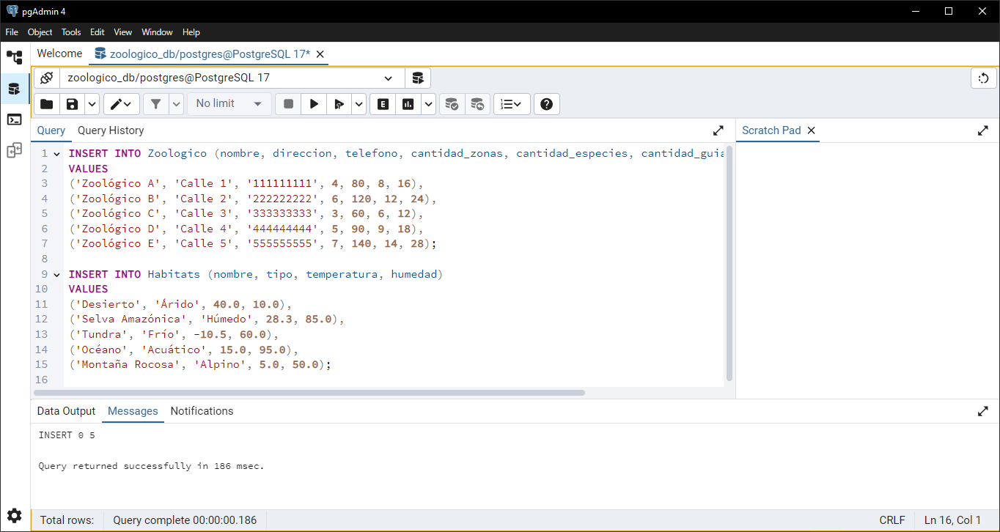 pgAdmin 4
File Object Tools Edit View Window Help
Welcome zoologico_db/postgres@PostgreSQL 17*
zoologico_db/postgres@PostgreSQL 17
No limit E
Query Query History
Scratch Pad
1 INSERT INTO Zoologico (nombre, direccion, telefono, cantidad_zonas, cantidad_especies, cantidad_guia
2 VALUES
3 ('Zoológico A', 'Calle 1', '111111111', 4, 80, 8, 16),
4 ('Zoológico B', 'Calle 2', '222222222', 6, 120, 12, 24),
5 ('Zoológico C', 'Calle 3', '333333333', 3, 60, 6, 12),
6 ('Zoológico D', 'Calle 4', '444444444', 5, 90, 9, 18),
7 ('Zoológico E', 'Calle 5', '555555555', 7, 140, 14, 28);
8
9 INSERT INTO Habitats (nombre, tipo, temperatura, humedad)
10 VALUES
11 ('Desierto', 'Árido', 40.0, 10.0),
12 ('Selva Amazónica', 'Húmedo', 28.3, 85.0),
13 ('Tundra', 'Frío', -10.5, 60.0),
14 ('Océano', 'Acuático', 15.0, 95.0),
15 ('Montaña Rocosa', 'Alpino', 5.0, 50.0);
16
Data Output Messages Notifications
INSERT 0 5
Query returned successfully in 186 msec.
Total rows: Query complete 00:00:00.186 CRLF Ln 16, Col 1